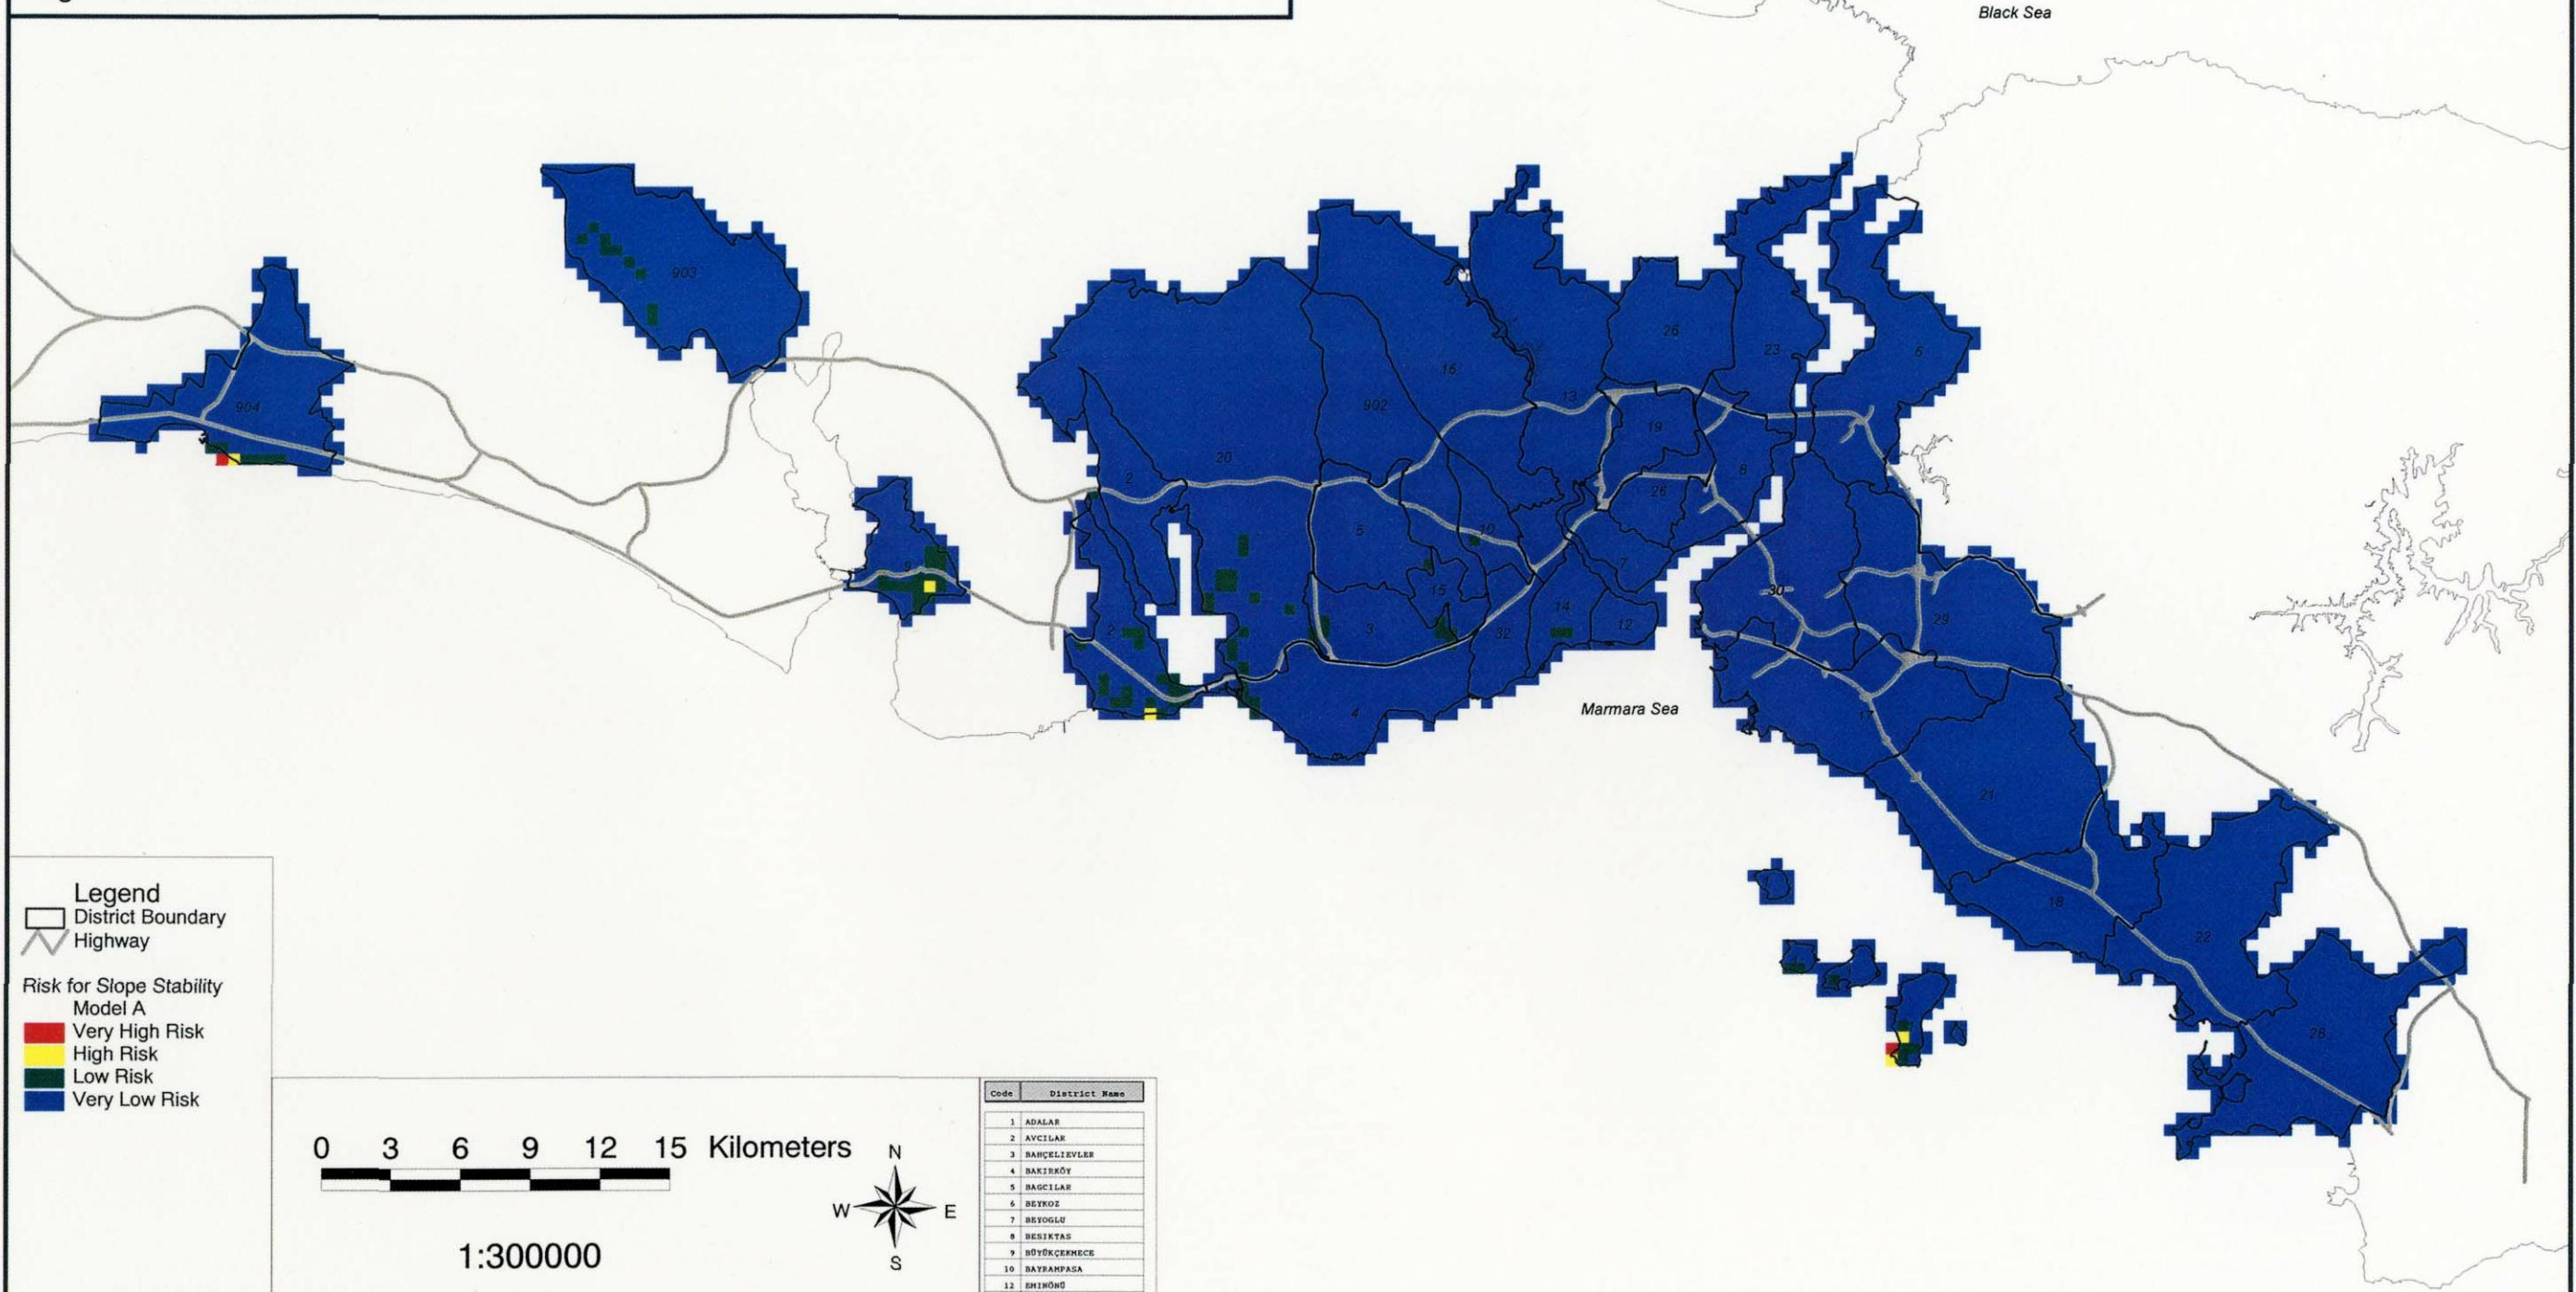 Black Sea
903
904
9
2
20
902
16
13
26
23
6
19
8
26
2
5
10
7
15
3
14
32
12
4
30
29
17
21
18
22
28
Marmara Sea
Legend
District Boundary
Highway
Risk for Slope Stability
Model A
Very High Risk
High Risk
Low Risk
Very Low Risk
0 3 6 9 12 15 Kilometers
1:300000
N
W E
S
Code District Name
1 ADALAR
2 AVCILAR
3 BAHÇELIEVLER
4 BAKIRKÖY
5 BAGCILAR
6 BEYKOZ
7 BEYOGLU
8 BESIKTAS
9 BÜYÜKÇEKMECE
10 BAYRAMPASA
12 EMINÖNÜ